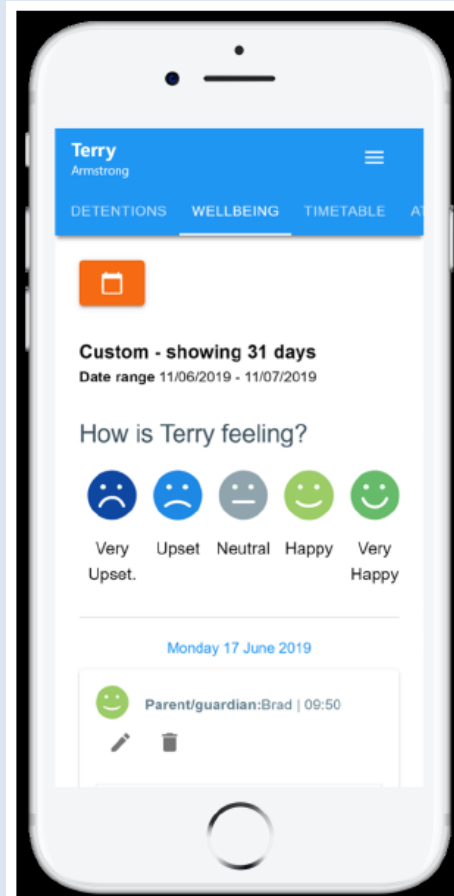 Terry
Armstrong
DETENTIONS WELLBEING TIMETABLE AT
Custom - showing 31 days
Date range 11/06/2019 - 11/07/2019
How is Terry feeling?
Very Upset. Upset Neutral Happy Very Happy
Monday 17 June 2019
Parent/guardian:Brad | 09:50